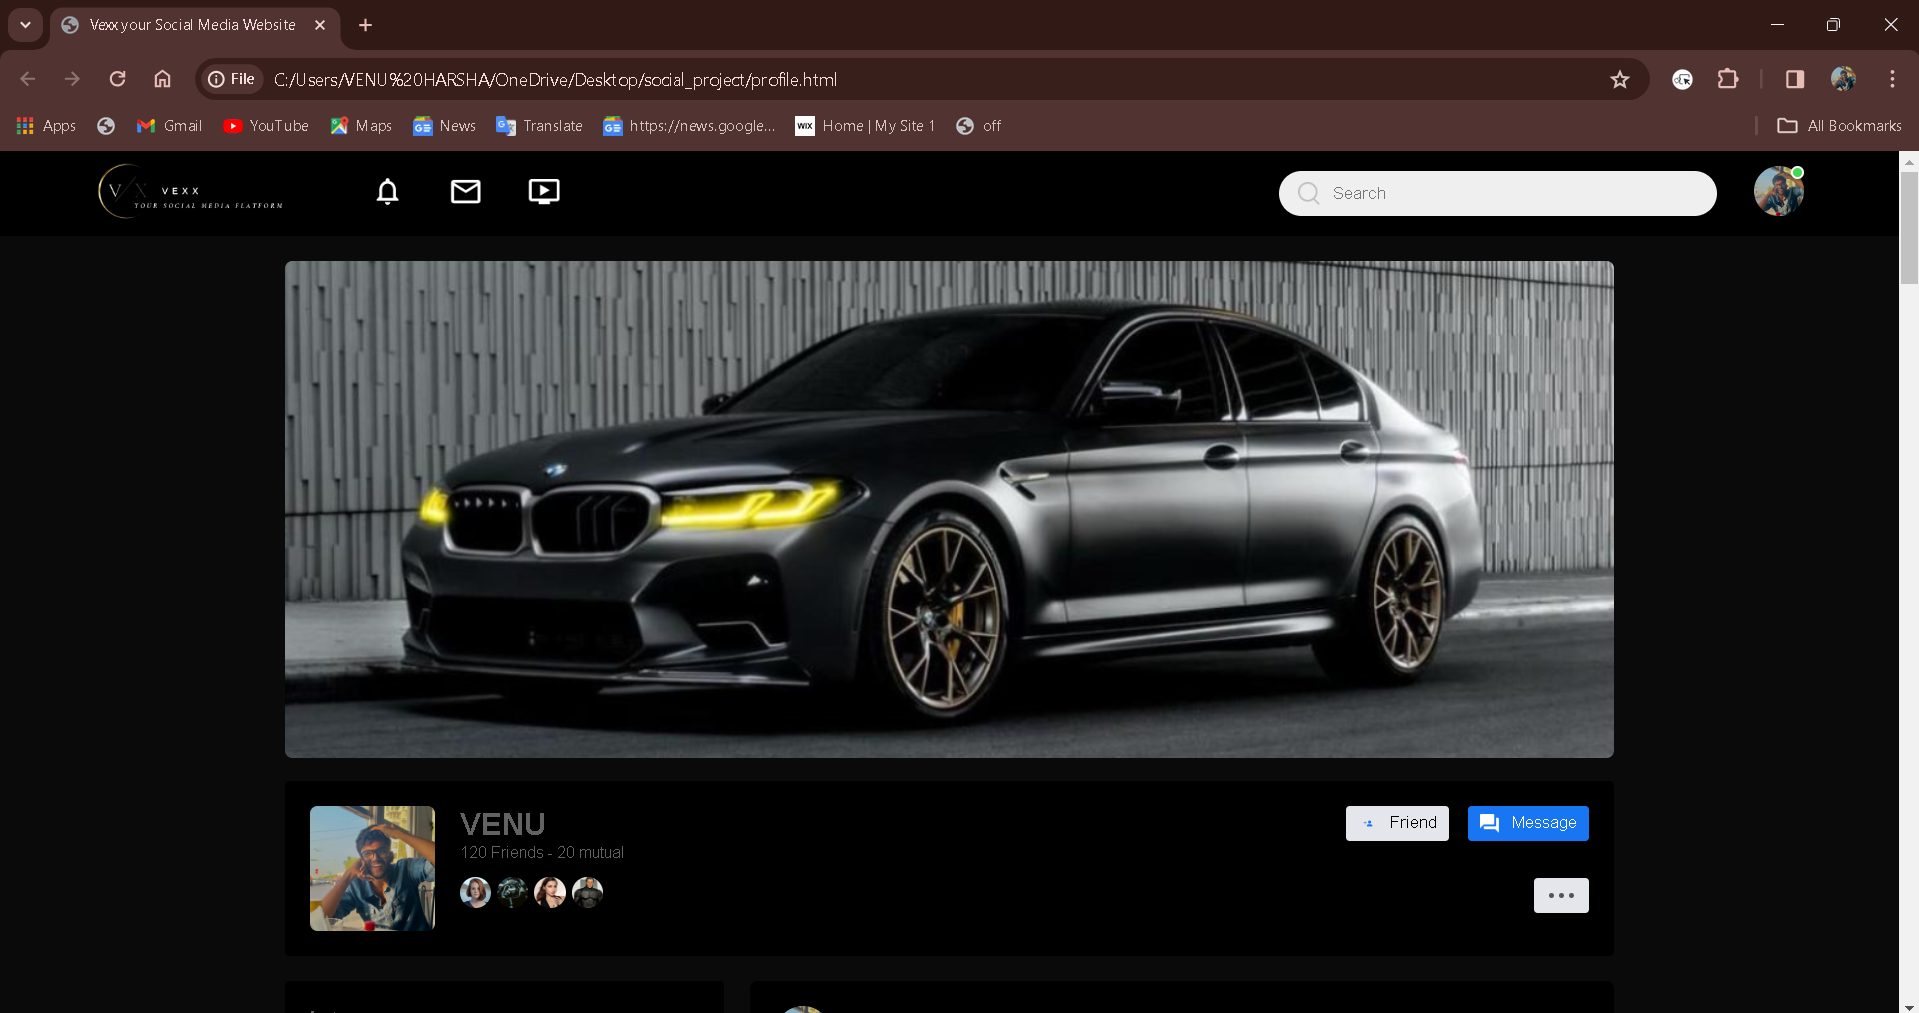 Vexx your Social Media Website
File
C:/Users/VENU%20HARSHA/OneDrive/Desktop/social_project/profile.html
Apps
Gmail
YouTube
Maps
News
Translate
https://news.google...
WIX
Home | My Site 1
off
All Bookmarks
VX
VEXX
YOUR SOCIAL MEDIA PLATFORM
Search
VENU
120 Friends - 20 mutual
Friend
Message